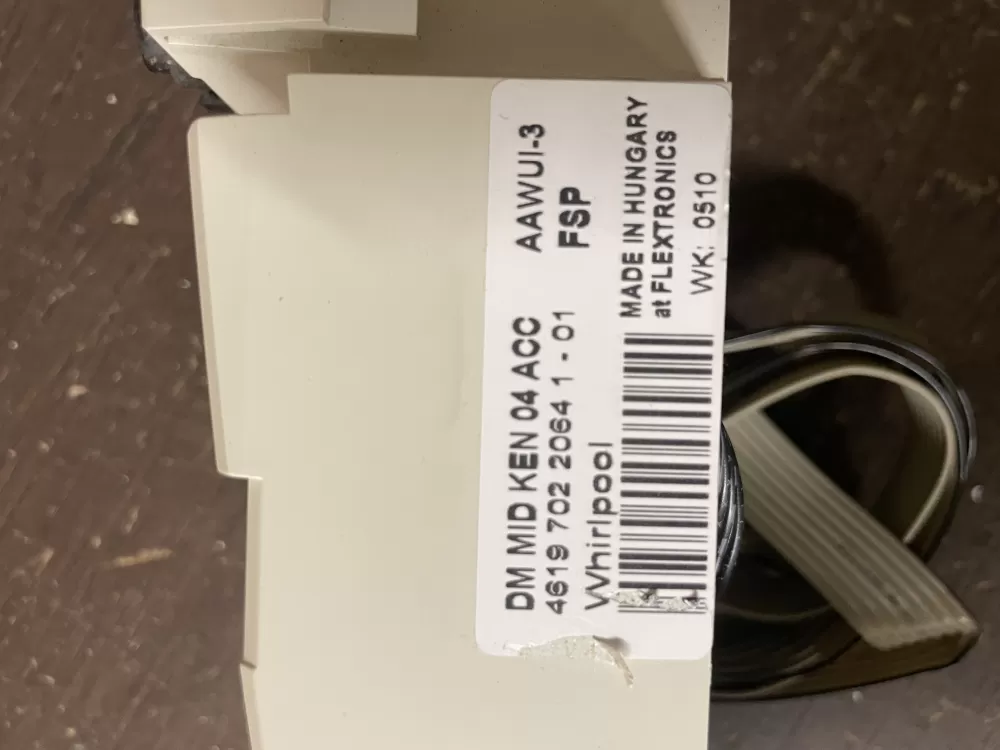 DM MID KEN 04 ACC AAWUI-3
4619 702 2064 1 - 01 FSP
Whirlpool
MADE IN HUNGARY
at FLEXTRONICS
WK: 0510